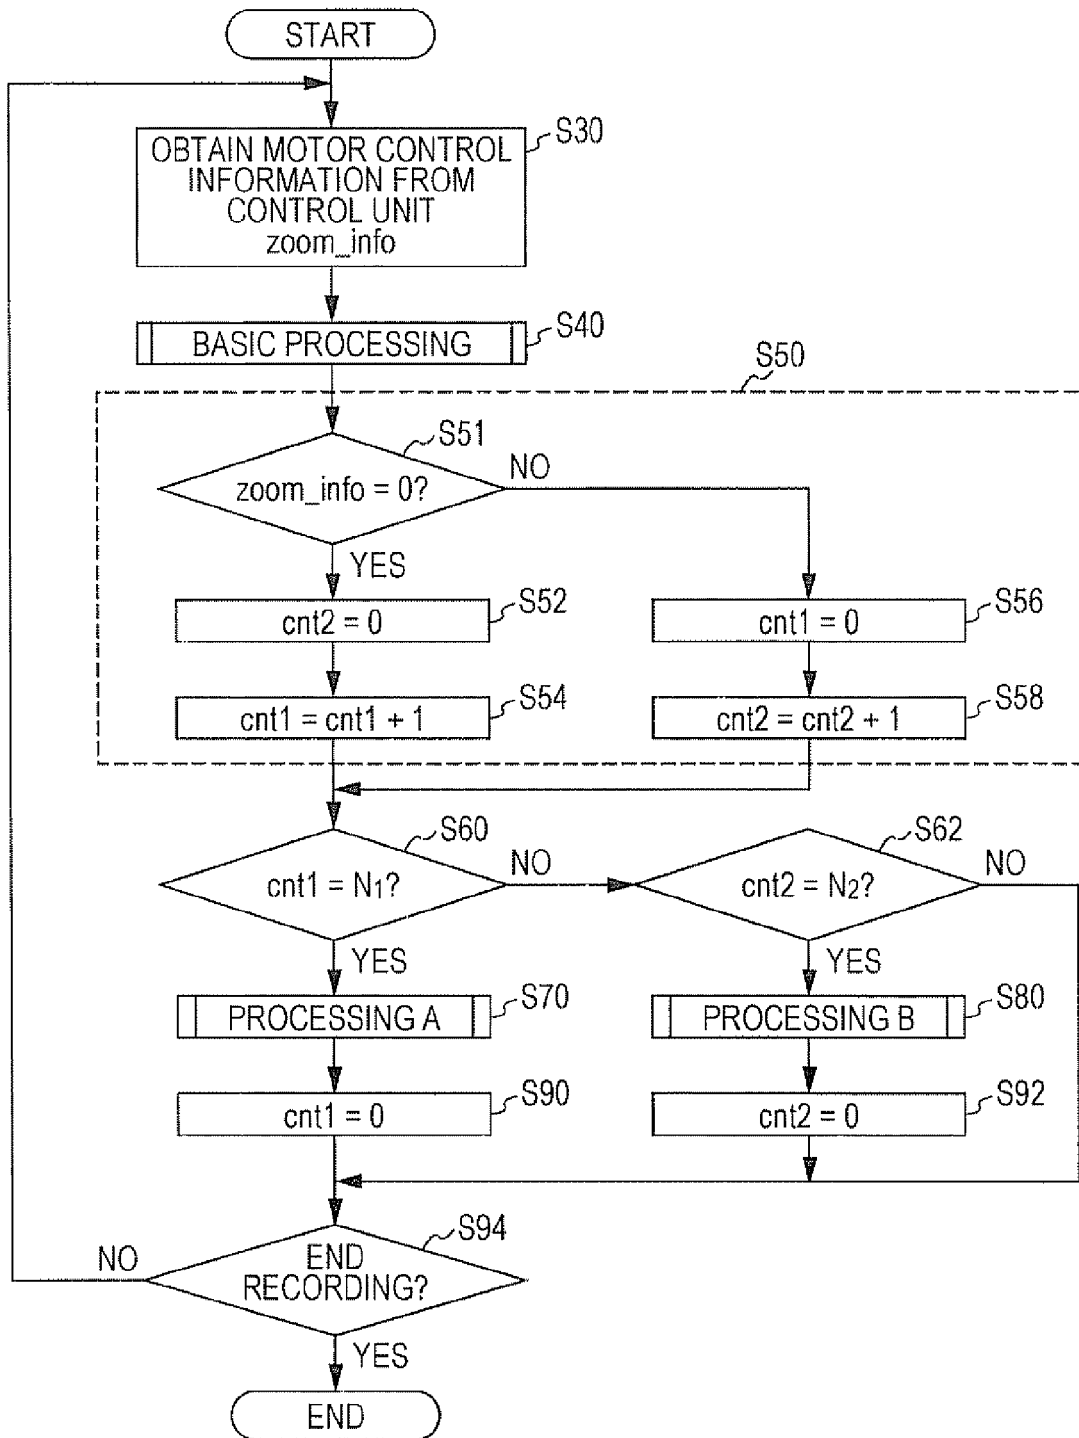 START
OBTAIN MOTOR CONTROL
INFORMATION FROM
CONTROL UNIT
zoom_info
S30
BASIC PROCESSING
S40
S50
zoom_info = 0?
S51
NO
YES
cnt2 = 0
S52
cnt1 = 0
S56
cnt1 = cnt1 + 1
S54
cnt2 = cnt2 + 1
S58
cnt1 = N1?
S60
NO
cnt2 = N2?
S62
NO
YES
YES
PROCESSING A
S70
PROCESSING B
S80
cnt1 = 0
S90
cnt2 = 0
S92
END
RECORDING?
S94
NO
YES
END